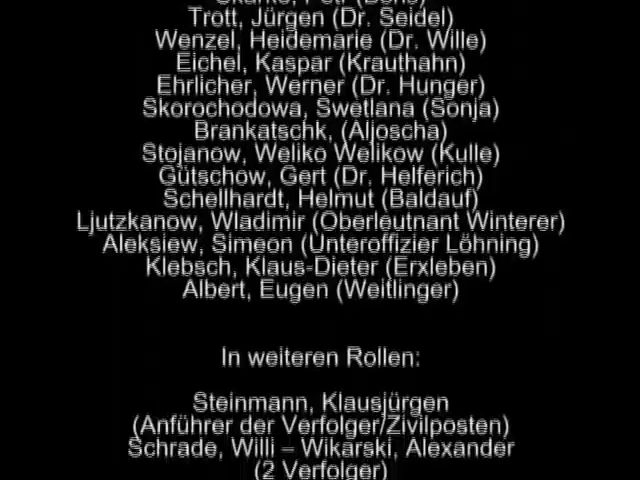 Skarke, Petr (Boris)
Trott, Jürgen (Dr. Seidel)
Wenzel, Heidemarie (Dr. Wille)
Eichel, Kaspar (Krauthahn)
Ehrlicher, Werner (Dr. Hunger)
Skorochodowa, Swetlana (Sonja)
Brankatschk, (Aljoscha)
Stojanow, Weliko Welikow (Kulle)
Gütschow, Gert (Dr. Helferich)
Schellhardt, Helmut (Baldauf)
Ljutzkanow, Wladimir (Oberleutnant Winterer)
Aleksiew, Simeon (Unteroffizier Löhning)
Klebsch, Klaus-Dieter (Erxleben)
Albert, Eugen (Weitlinger)
In weiteren Rollen:
Steinmann, Klausjürgen
(Anführer der Verfolger/Zivilposten)
Schrade, Willi – Wikarski, Alexander
(2 Verfolger)